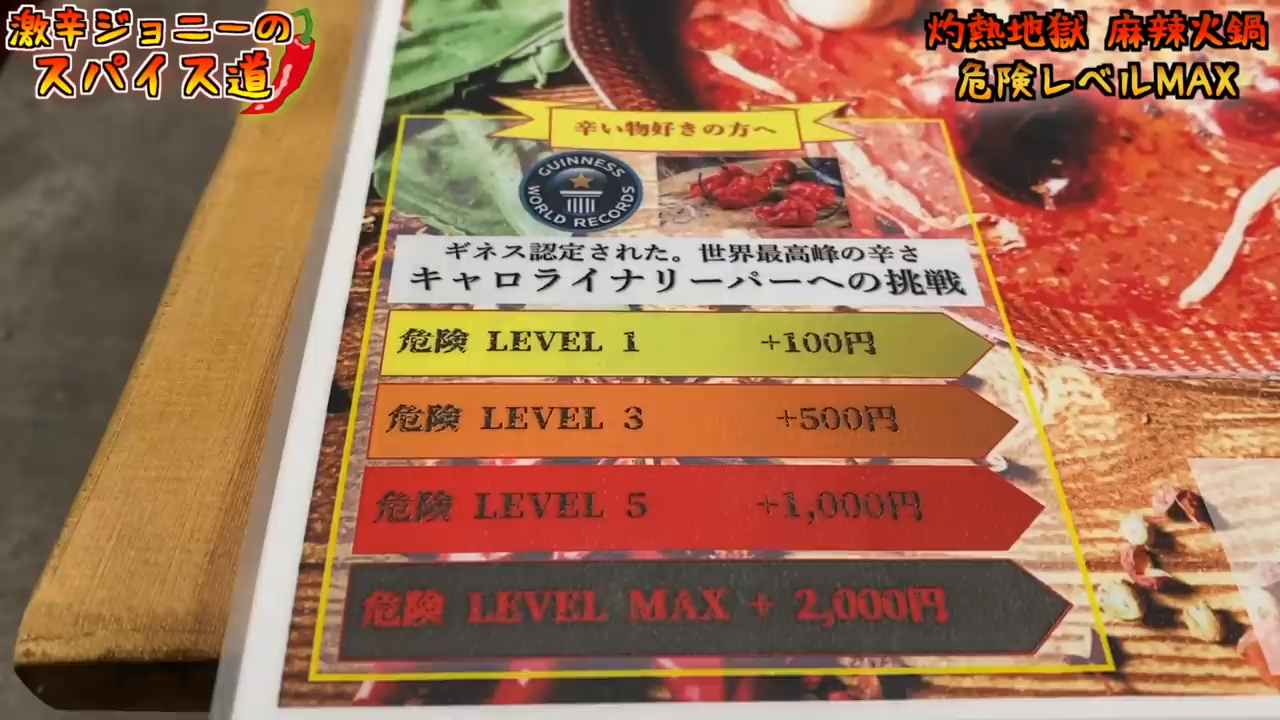 激辛ジョニーの
スパイス道
灼熱地獄 麻辣火鍋
危険レベルMAX
辛い物好きの方へ
GUINNESS
WORLD RECORDS
ギネス認定された。世界最高峰の辛さ
キャロライナリーパーへの挑戦
危険 LEVEL 1 +100円
危険 LEVEL 3 +500円
危険 LEVEL 5 +1,000円
危険 LEVEL MAX + 2,000円